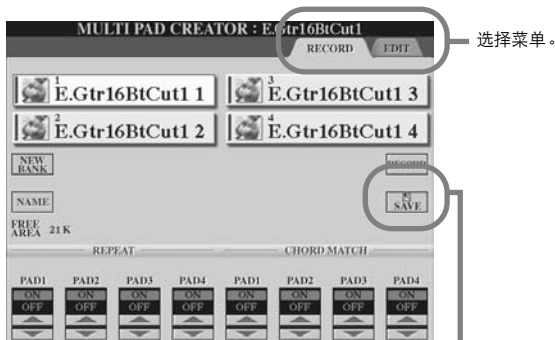 MULTI PAD CREATOR : E.Gtr16BtCut1
RECORD EDIT
选择菜单。
1 E.Gtr16BtCut1 1
3 E.Gtr16BtCut1 3
2 E.Gtr16BtCut1 2
4 E.Gtr16BtCut1 4
NEW BANK
RECORD
NAME
SAVE
FREE AREA 21K
REPEAT CHORD MATCH
PAD1 PAD2 PAD3 PAD4 PAD1 PAD2 PAD3 PAD4
ON ON ON ON ON ON ON ON
OFF OFF OFF OFF OFF OFF OFF OFF